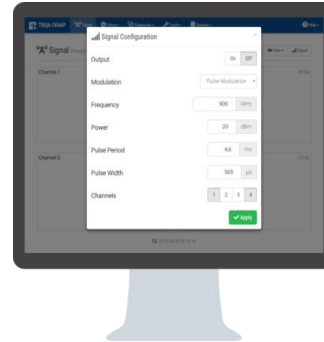 Signal Configuration
Output On Off
Modulation Pulse Modulation
Frequency 900 MHz
Power 20 dBm
Pulse Period 4,6 ms
Pulse Width 565 µs
Channels 1 2 3 4
Apply
Signal
Channel 1
Channel 3